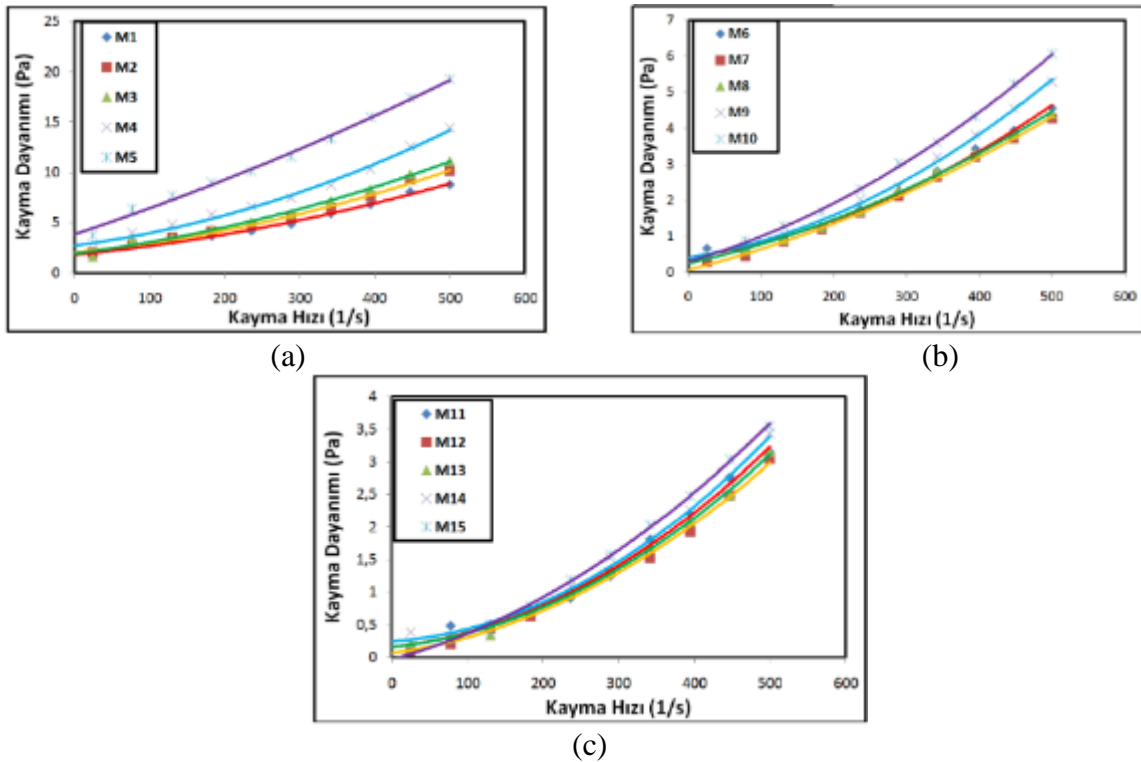 25
20
15
10
5
0
M1
M2
M3
M4
M5
Kayma Dayanımı (Pa)
0 100 200 300 400 500 600
Kayma Hızı (1/s)
(a)
7
6
5
4
3
2
1
0
M6
M7
M8
M9
M10
Kayma Dayanımı (Pa)
0 100 200 300 400 500 600
Kayma Hızı (1/s)
(b)
4
3,5
3
2,5
2
1,5
1
0,5
0
M11
M12
M13
M14
M15
Kayma Dayanımı (Pa)
0 100 200 300 400 500 600
Kayma Hızı (1/s)
(c)